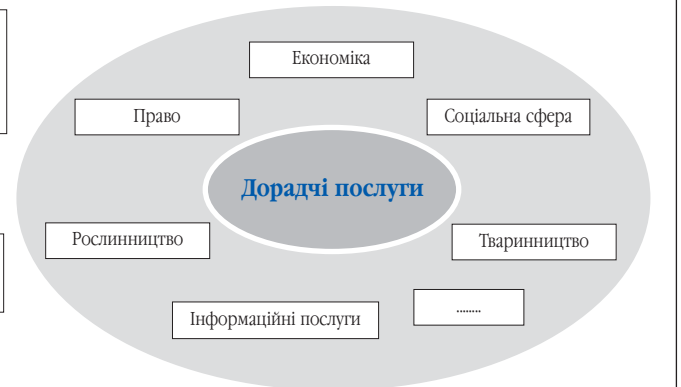 Економіка
Право
Соціальна сфера
Дорадчі послуги
Рослинництво
Тваринництво
........
Інформаційні послуги